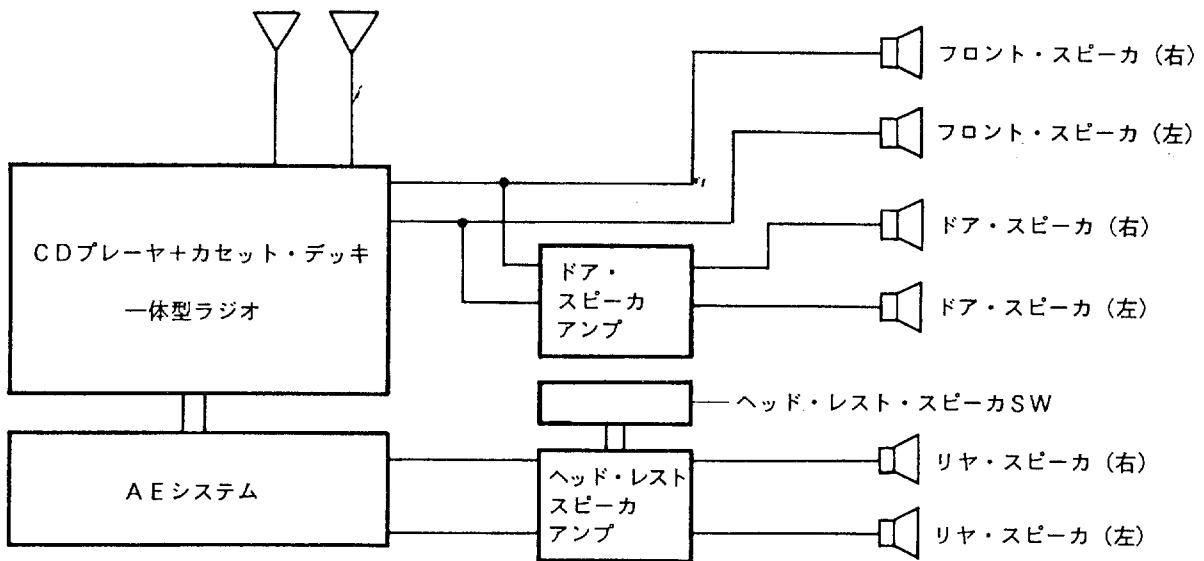 フロント・スピーカ（右）
フロント・スピーカ（左）
CDプレーヤ＋カセット・デッキ
一体型ラジオ
ドア・
スピーカ
アンプ
ドア・スピーカ（右）
ドア・スピーカ（左）
ヘッド・レスト・スピーカSW
AEシステム
ヘッド・レスト
スピーカ
アンプ
リヤ・スピーカ（右）
リヤ・スピーカ（左）